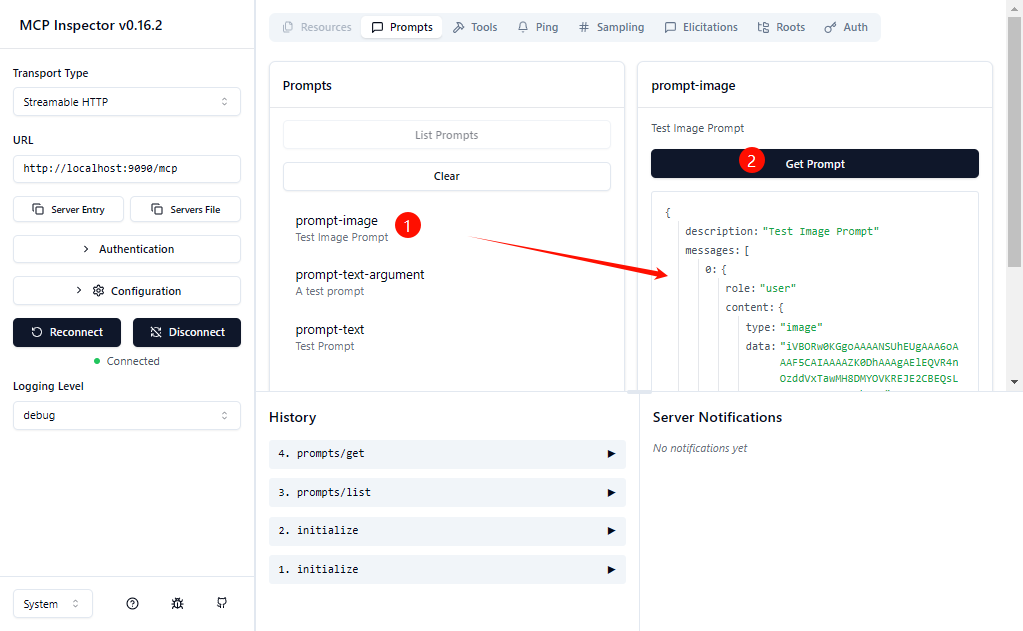 MCP Inspector v0.16.2
Transport Type
Streamable HTTP
URL
http://localhost:9090/mcp
Server Entry
Servers File
Authentication
Configuration
Reconnect
Disconnect
Connected
Logging Level
debug
System
Resources
Prompts
Tools
Ping
Sampling
Elicitations
Roots
Auth
Prompts
List Prompts
Clear
prompt-image
Test Image Prompt
1
prompt-text-argument
A test prompt
prompt-text
Test Prompt
prompt-image
Test Image Prompt
2
Get Prompt
{
description: "Test Image Prompt"
messages: [
0: {
role: "user"
content: {
type: "image"
data: "iVBORw0KGgoAAAANSUhEUgAAA6oA
AAF5CAIAAAAZK0DhAAAgAElEQVR4n
OzddVxTawMH8DMYOVKREJE2CBEQsL
History
4. prompts/get
3. prompts/list
2. initialize
1. initialize
Server Notifications
No notifications yet